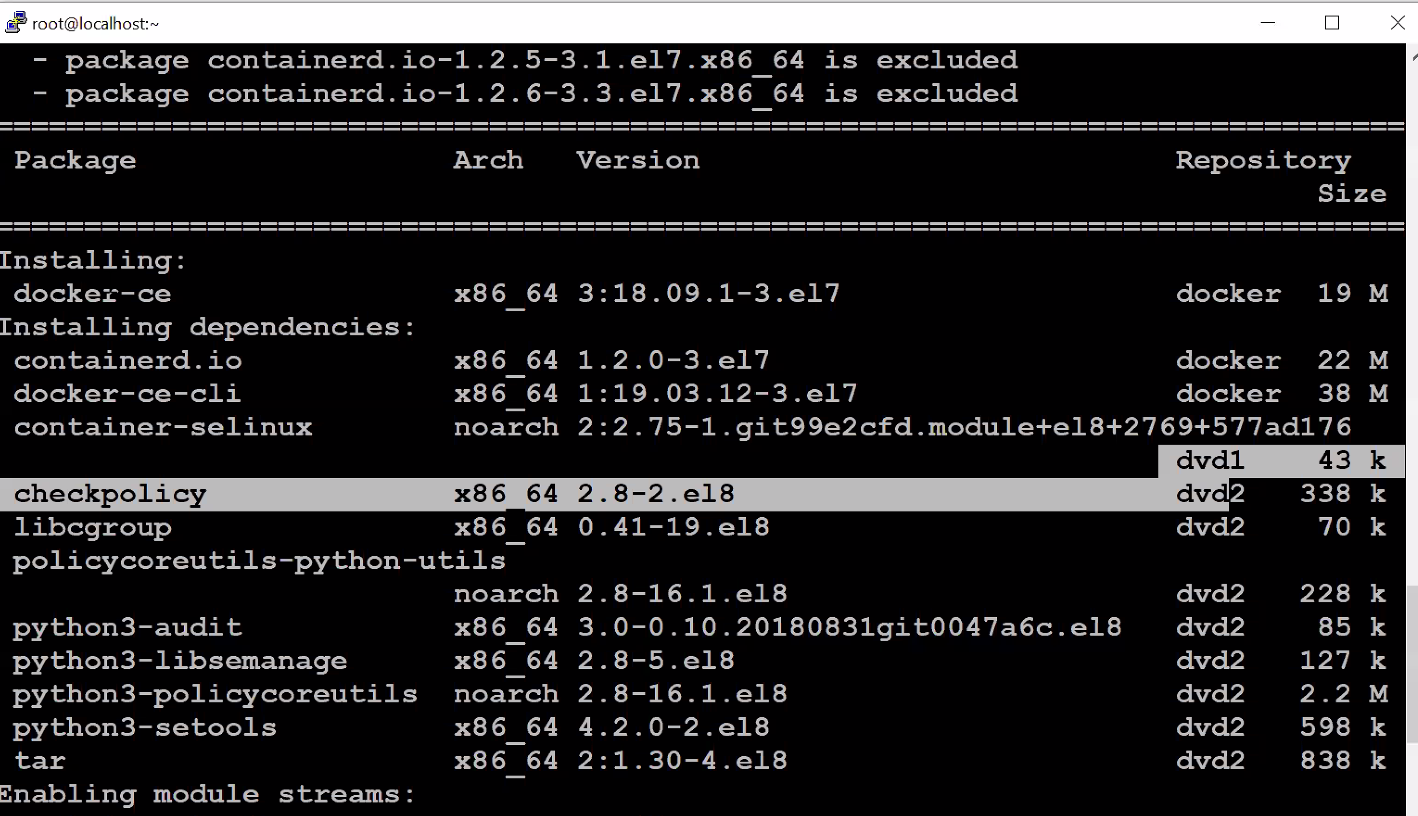 root@localhost:~
- package containerd.io-1.2.5-3.1.el7.x86_64 is excluded
- package containerd.io-1.2.6-3.3.el7.x86_64 is excluded
================================================================================
Package Arch Version Repository
Size
================================================================================
Installing:
docker-ce x86_64 3:18.09.1-3.el7 docker 19 M
Installing dependencies:
containerd.io x86_64 1.2.0-3.el7 docker 22 M
docker-ce-cli x86_64 1:19.03.12-3.el7 docker 38 M
container-selinux noarch 2:2.75-1.git99e2cfd.module+el8+2769+577ad176
dvd1 43 k
checkpolicy x86_64 2.8-2.el8 dvd2 338 k
libcgroup x86_64 0.41-19.el8 dvd2 70 k
policycoreutils-python-utils
noarch 2.8-16.1.el8 dvd2 228 k
python3-audit x86_64 3.0-0.10.20180831git0047a6c.el8 dvd2 85 k
python3-libsemanage x86_64 2.8-5.el8 dvd2 127 k
python3-policycoreutils noarch 2.8-16.1.el8 dvd2 2.2 M
python3-setools x86_64 4.2.0-2.el8 dvd2 598 k
tar x86_64 2:1.30-4.el8 dvd2 838 k
Enabling module streams: